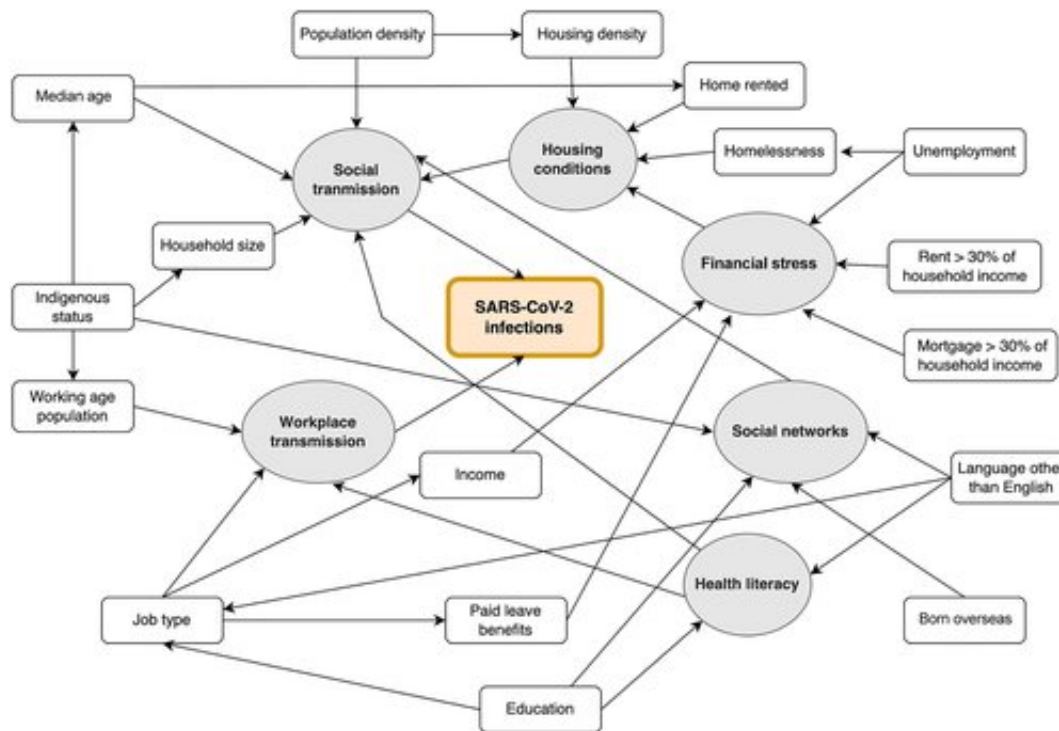 Population density
Housing density
Median age
Home rented
Social
tranmission
Housing
conditions
Homelessness
Unemployment
Household size
Financial stress
Rent > 30% of
household income
Indigenous
status
SARS-CoV-2
infections
Mortgage > 30% of
household income
Working age
population
Workplace
transmission
Social networks
Income
Language other
than English
Health literacy
Job type
Paid leave
benefits
Born overseas
Education